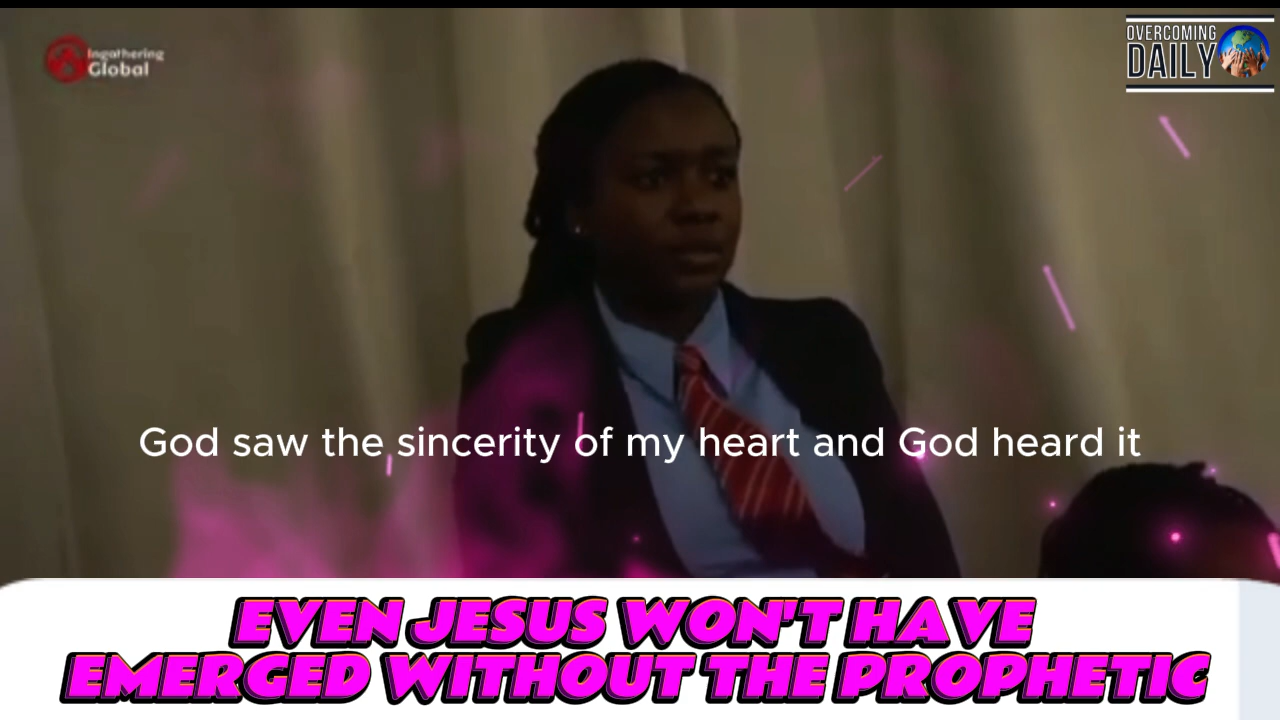 Ingathering
Global
OVERCOMING
DAILY
God saw the sincerity of my heart and God heard it
EVEN JESUS WON'T HAVE
EMERGED WITHOUT THE PROPHETIC